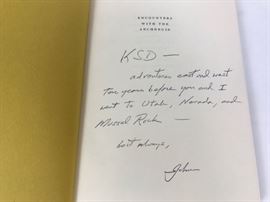 ENCOUNTERS
WITH THE
ARCHDRUID
KSD —
adventures east and west
ten years before you and I
went to Utah, Nevada, and
Mussel Rock —
best always,
John